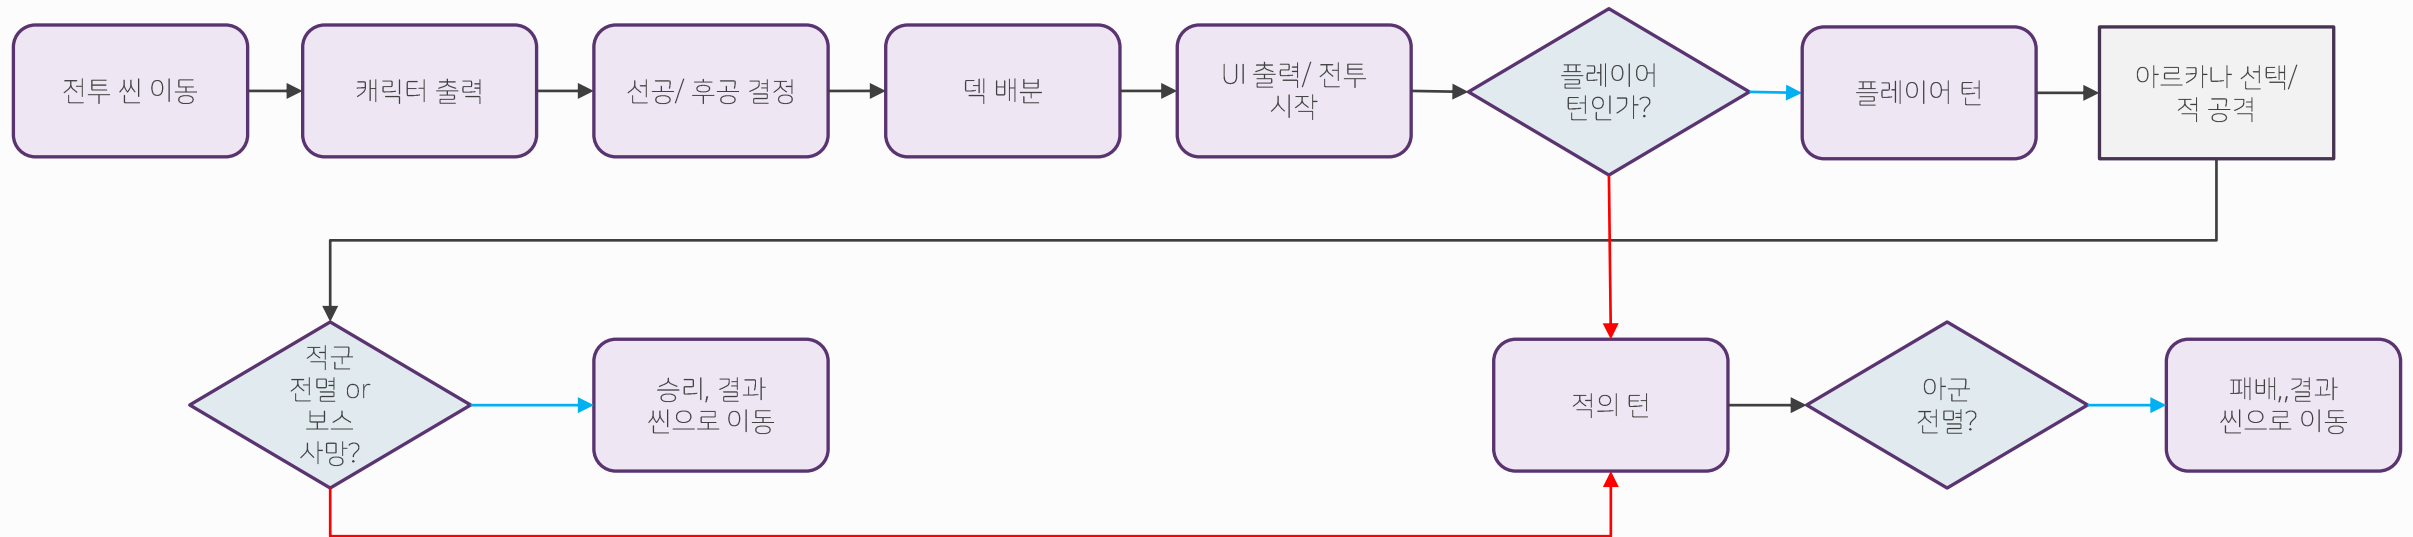 전투 씬 이동
캐릭터 출력
선공/ 후공 결정
덱 배분
UI 출력/ 전투
시작
플레이어
턴인가?
플레이어 턴
아르카나 선택/
적 공격
적군
전멸 or
보스
사망?
승리, 결과
씬으로 이동
적의 턴
아군
전멸?
패배,,결과
씬으로 이동